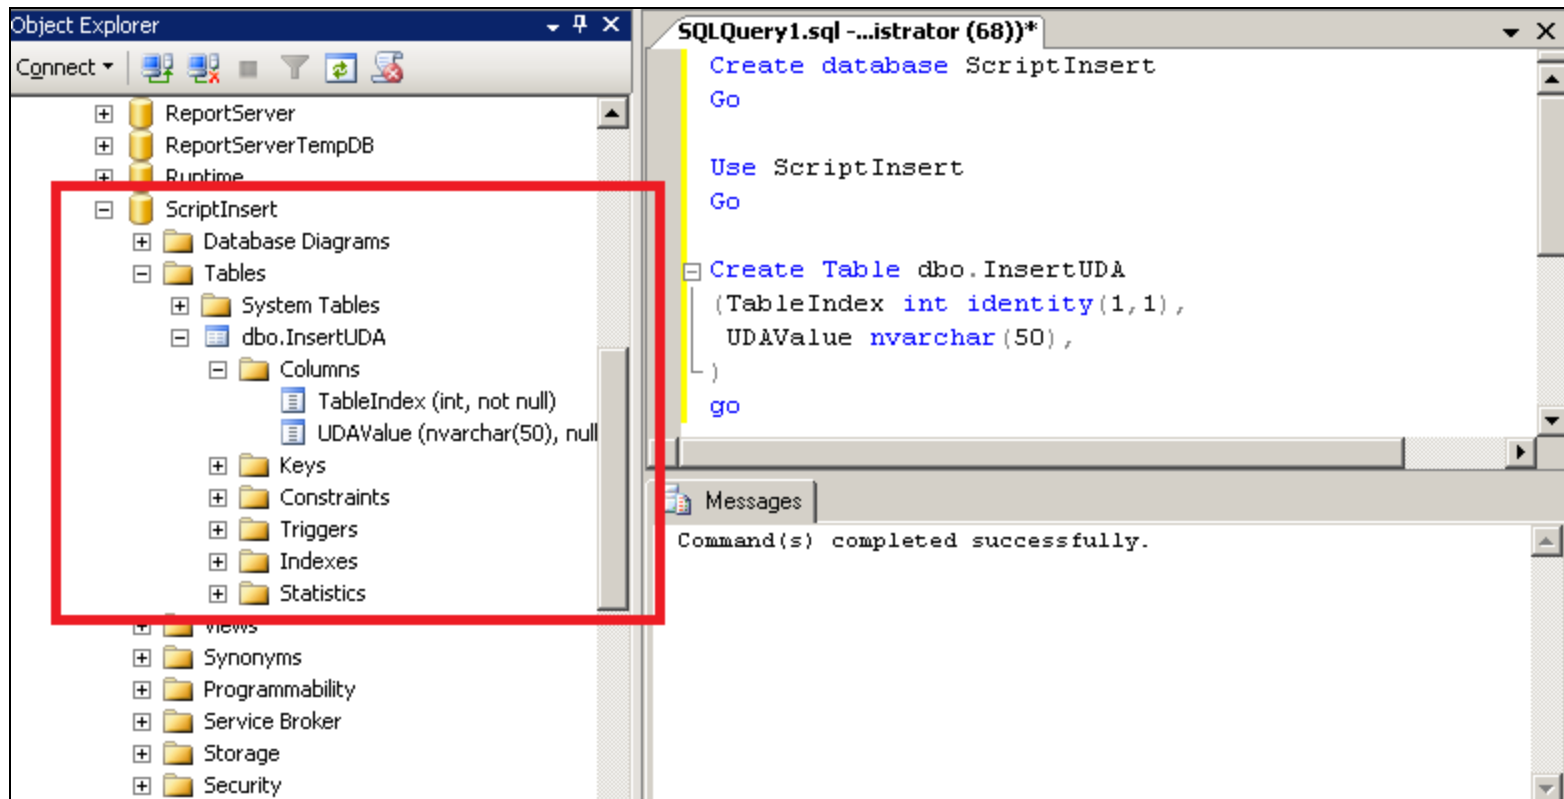 Object Explorer
Connect
ReportServer
ReportServerTempDB
Runtime
ScriptInsert
Database Diagrams
Tables
System Tables
dbo.InsertUDA
Columns
TableIndex (int, not null)
UDAValue (nvarchar(50), null
Keys
Constraints
Triggers
Indexes
Statistics
Views
Synonyms
Programmability
Service Broker
Storage
Security
SQLQuery1.sql -...istrator (68))*
Create database ScriptInsert
Go
Use ScriptInsert
Go
Create Table dbo.InsertUDA
(TableIndex int identity(1,1),
UDAValue nvarchar(50),
)
go
Messages
Command(s) completed successfully.